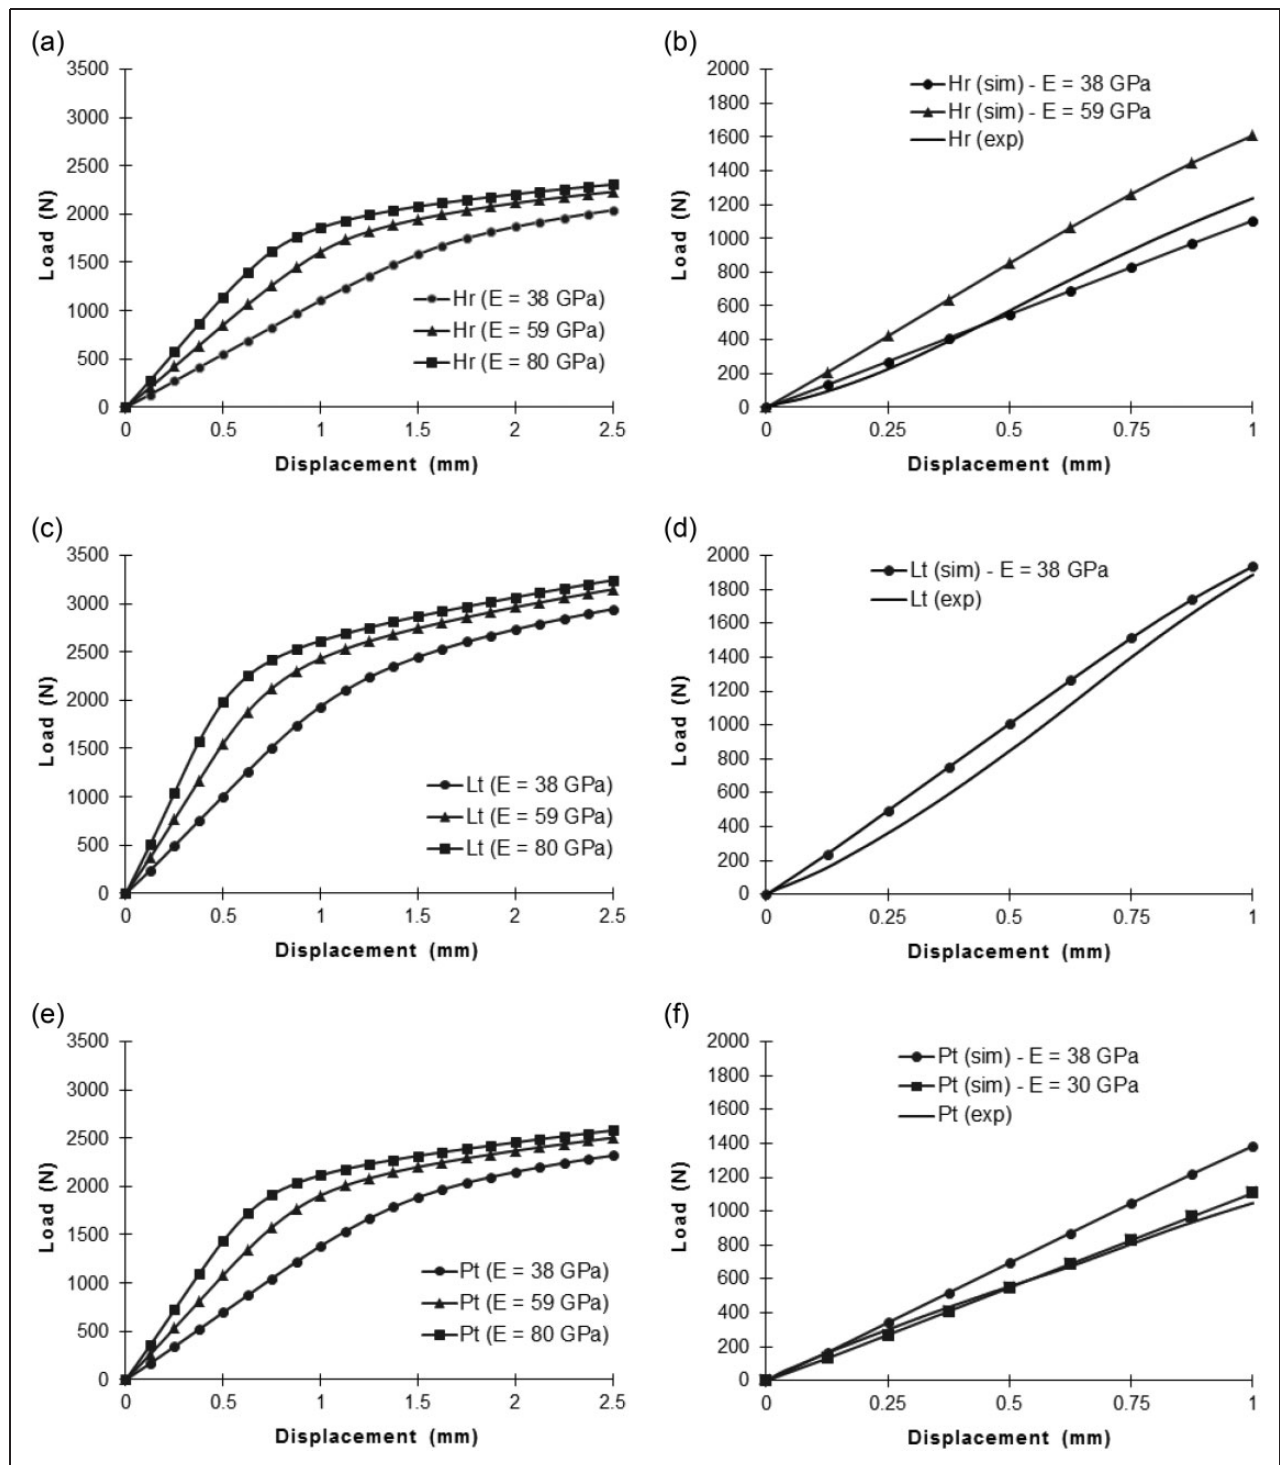 (a)
3500
3000
2500
2000
1500
1000
500
0
0 0.5 1 1.5 2 2.5
Load (N)
Displacement (mm)
Hr (E = 38 GPa)
Hr (E = 59 GPa)
Hr (E = 80 GPa)
(b)
2000
1800
1600
1400
1200
1000
800
600
400
200
0
0 0.25 0.5 0.75 1
Load (N)
Displacement (mm)
Hr (sim) - E = 38 GPa
Hr (sim) - E = 59 GPa
Hr (exp)
(c)
3500
3000
2500
2000
1500
1000
500
0
0 0.5 1 1.5 2 2.5
Load (N)
Displacement (mm)
Lt (E = 38 GPa)
Lt (E = 59 GPa)
Lt (E = 80 GPa)
(d)
2000
1800
1600
1400
1200
1000
800
600
400
200
0
0 0.25 0.5 0.75 1
Load (N)
Displacement (mm)
Lt (sim) - E = 38 GPa
Lt (exp)
(e)
3500
3000
2500
2000
1500
1000
500
0
0 0.5 1 1.5 2 2.5
Load (N)
Displacement (mm)
Pt (E = 38 GPa)
Pt (E = 59 GPa)
Pt (E = 80 GPa)
(f)
2000
1800
1600
1400
1200
1000
800
600
400
200
0
0 0.25 0.5 0.75 1
Load (N)
Displacement (mm)
Pt (sim) - E = 38 GPa
Pt (sim) - E = 30 GPa
Pt (exp)